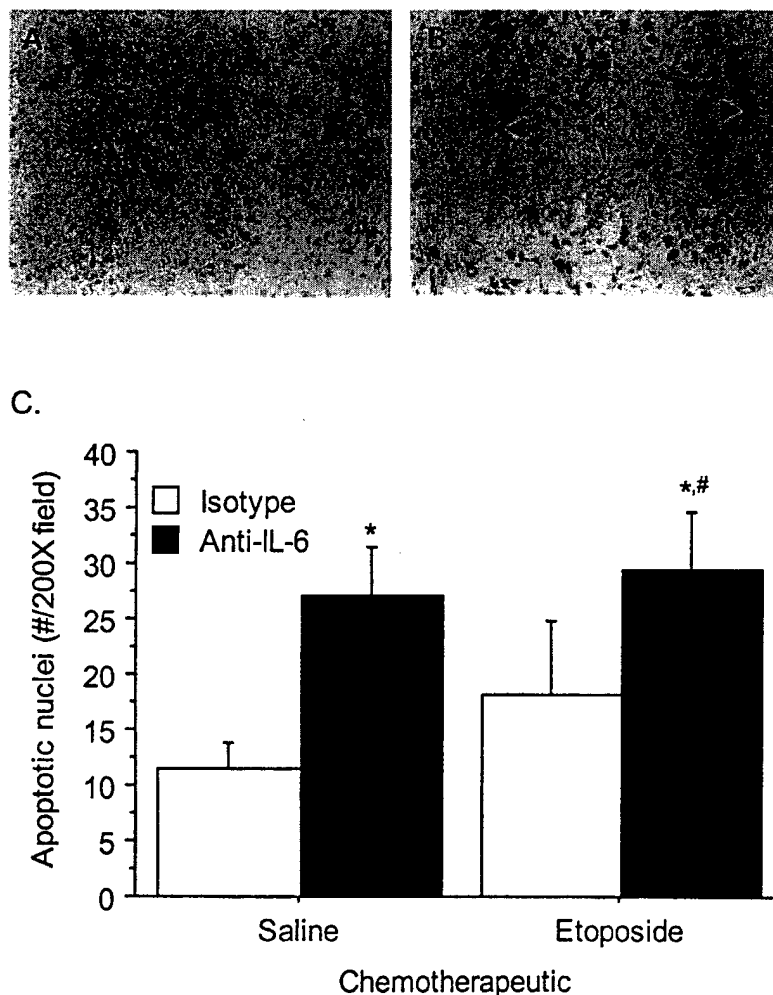 A
B
C.
Apoptotic nuclei (#/200X field)
40
35
30
25
20
15
10
5
0
Isotype
Anti-IL-6
*
*,#
Saline
Etoposide
Chemotherapeutic